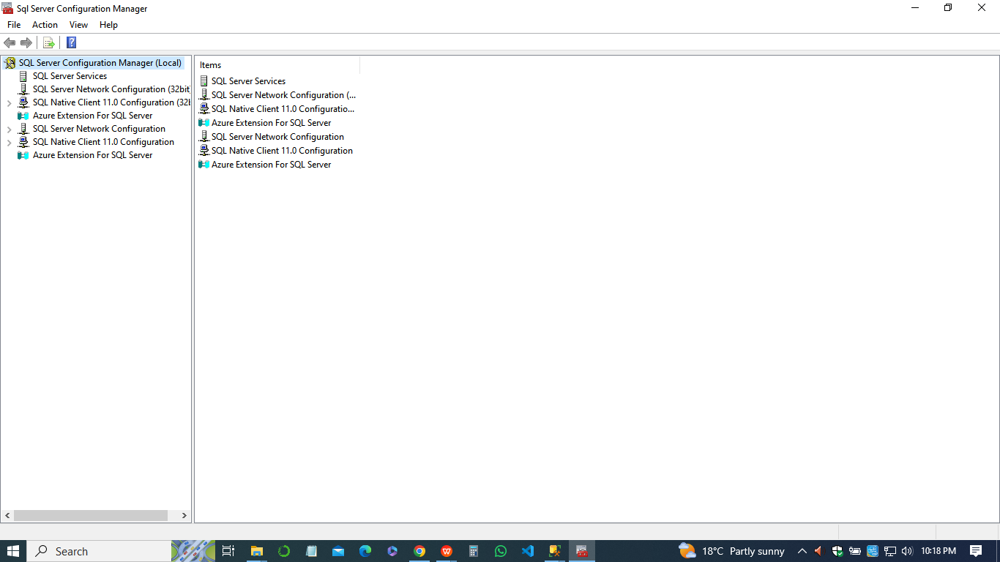 Sql Server Configuration Manager
File Action View Help
SQL Server Configuration Manager (Local)
SQL Server Services
SQL Server Network Configuration (32bit
SQL Native Client 11.0 Configuration (32b
Azure Extension For SQL Server
SQL Server Network Configuration
SQL Native Client 11.0 Configuration
Azure Extension For SQL Server
Items
SQL Server Services
SQL Server Network Configuration (...
SQL Native Client 11.0 Configuratio...
Azure Extension For SQL Server
SQL Server Network Configuration
SQL Native Client 11.0 Configuration
Azure Extension For SQL Server
Search
18°C Partly sunny
10:18 PM